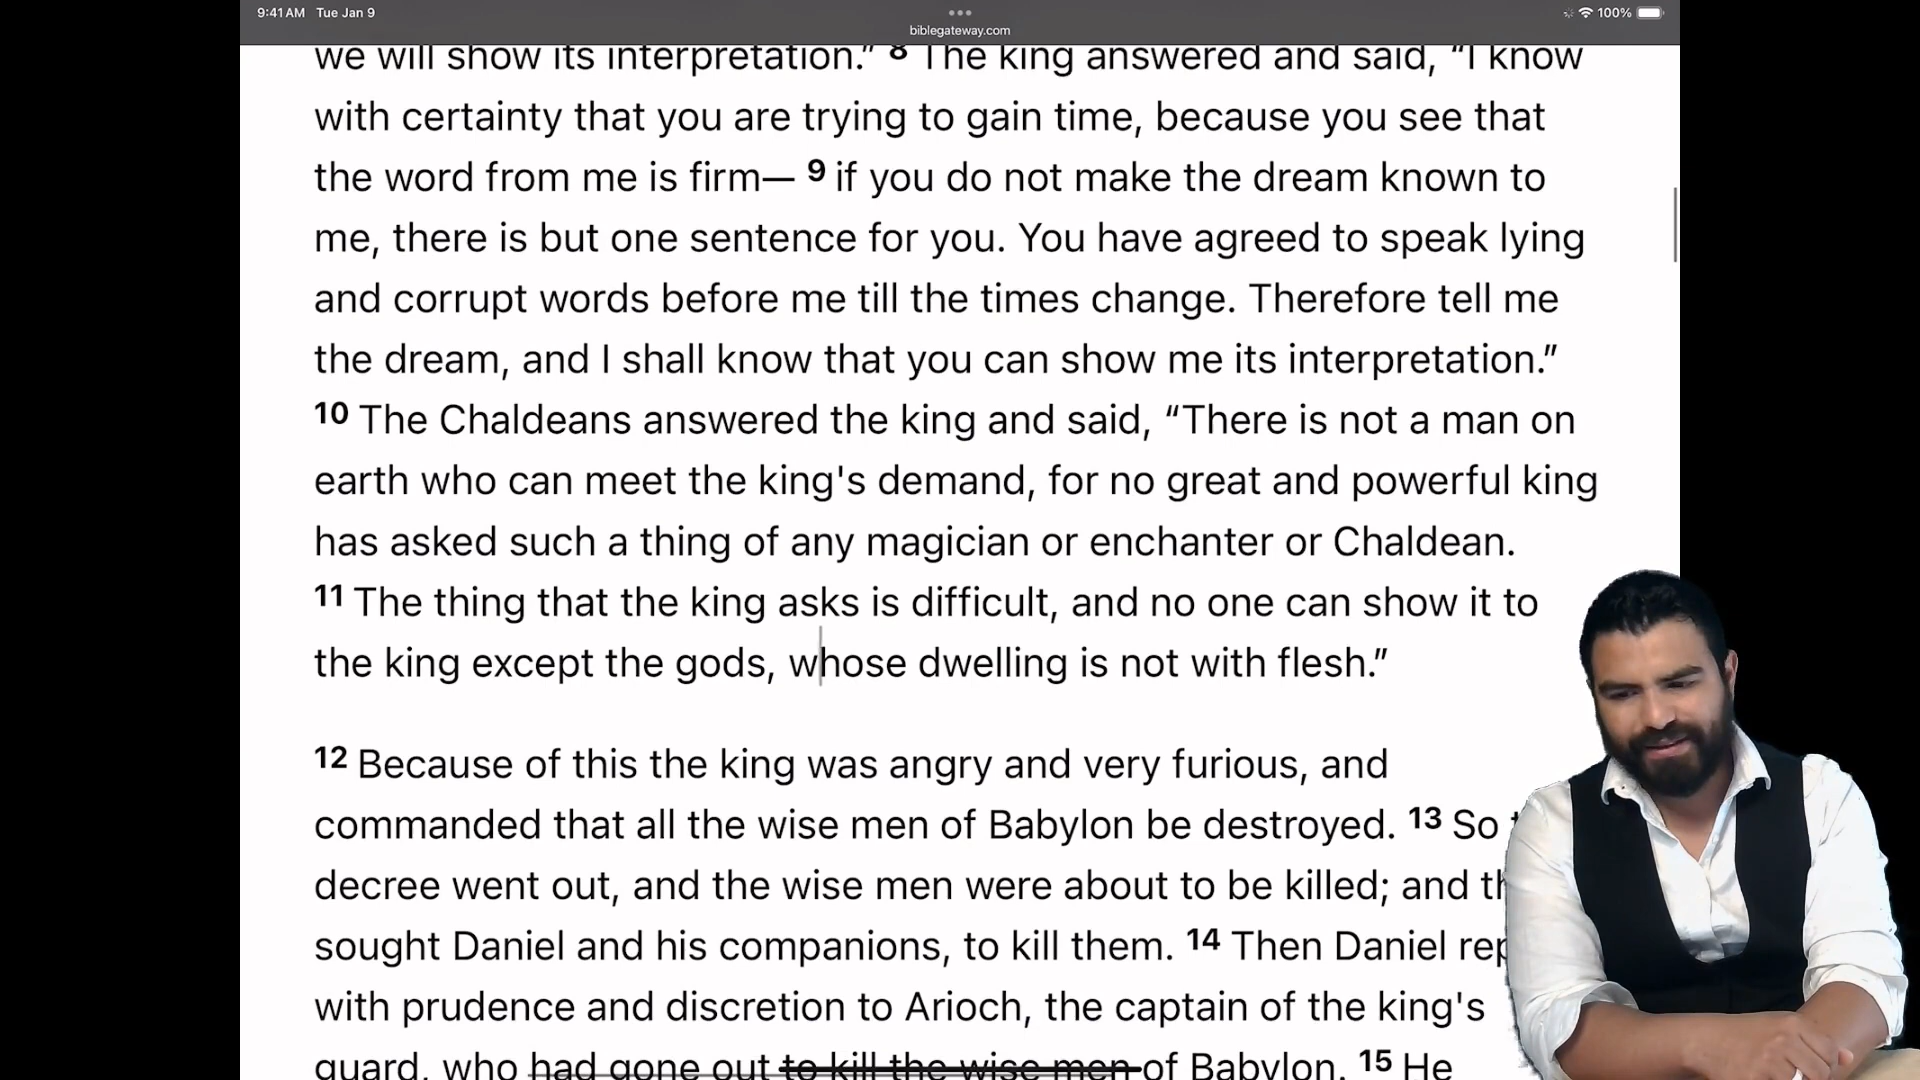 9:41 AM Tue Jan 9
100%
biblegateway.com
we will show its interpretation.” 8 The king answered and said, “I know
with certainty that you are trying to gain time, because you see that
the word from me is firm— 9 if you do not make the dream known to
me, there is but one sentence for you. You have agreed to speak lying
and corrupt words before me till the times change. Therefore tell me
the dream, and I shall know that you can show me its interpretation.”
10 The Chaldeans answered the king and said, “There is not a man on
earth who can meet the king's demand, for no great and powerful king
has asked such a thing of any magician or enchanter or Chaldean.
11 The thing that the king asks is difficult, and no one can show it to
the king except the gods, whose dwelling is not with flesh.”
12 Because of this the king was angry and very furious, and
commanded that all the wise men of Babylon be destroyed. 13 So
decree went out, and the wise men were about to be killed; and
sought Daniel and his companions, to kill them. 14 Then Daniel
with prudence and discretion to Arioch, the captain of the king's
guard, who had gone out to kill the wise men of Babylon. 15 He